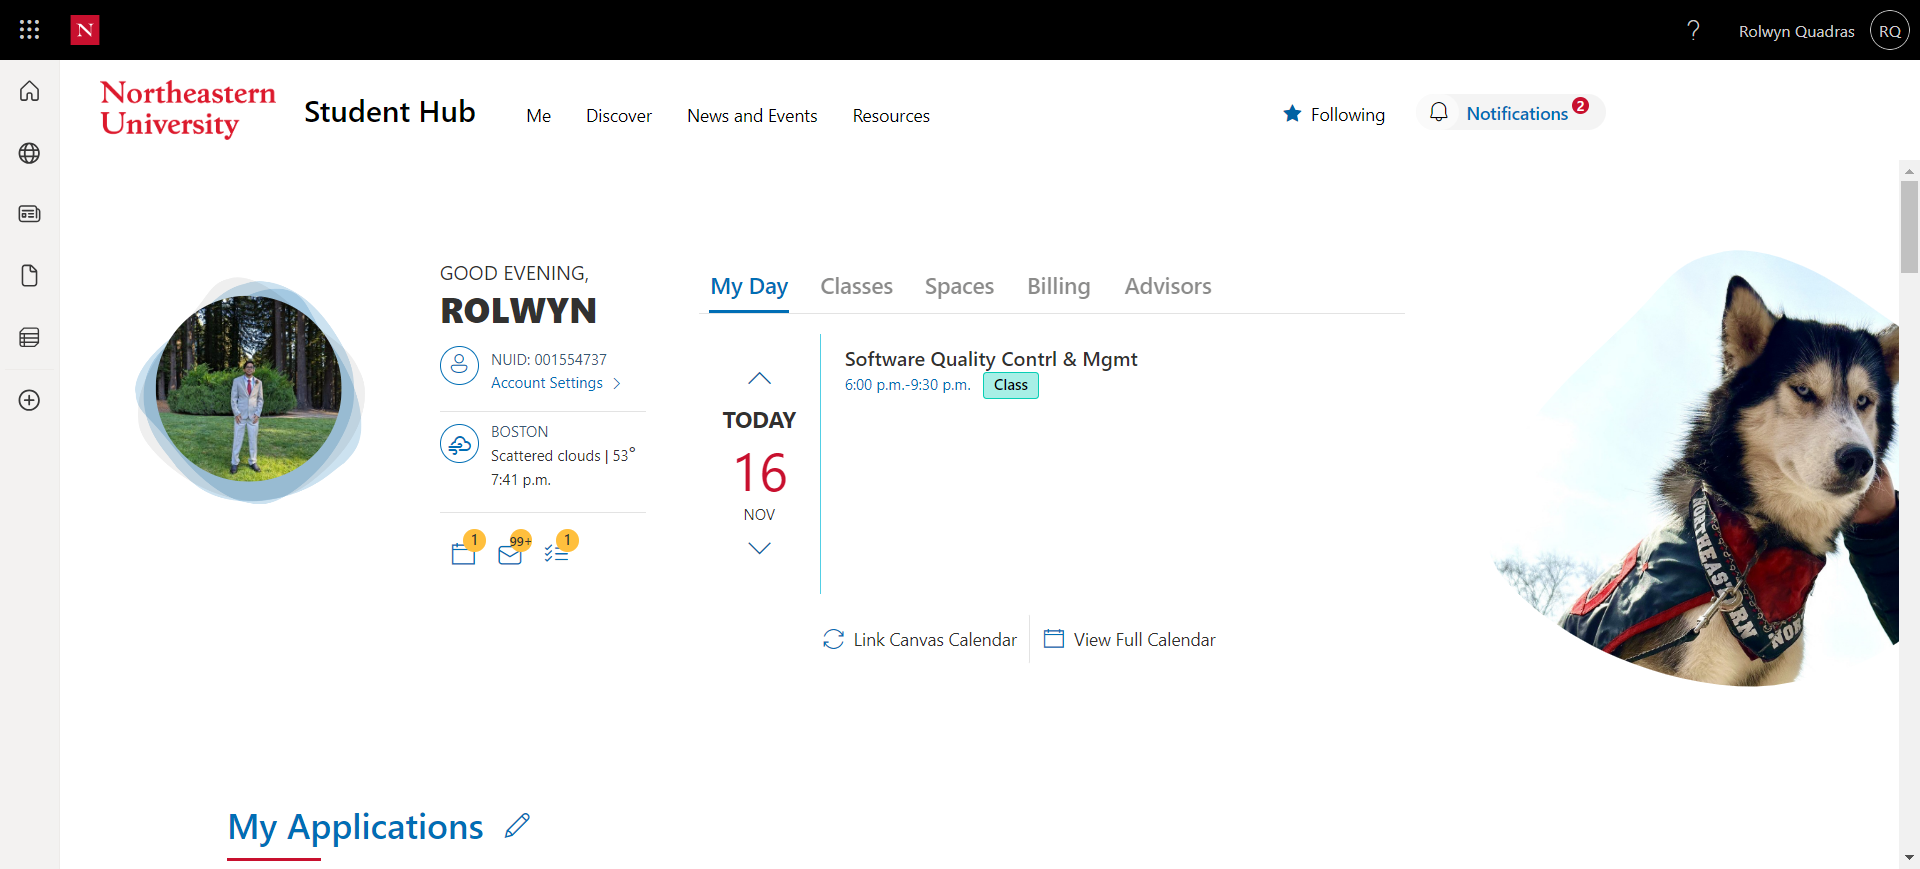 N
?
Rolwyn Quadras
RQ
Northeastern
University
Student Hub
Me
Discover
News and Events
Resources
Following
Notifications
2
GOOD EVENING,
ROLWYN
NUID: 001554737
Account Settings
BOSTON
Scattered clouds | 53°
7:41 p.m.
1
99+
1
My Day
Classes
Spaces
Billing
Advisors
TODAY
16
NOV
Software Quality Contrl & Mgmt
6:00 p.m.-9:30 p.m.
Class
Link Canvas Calendar
View Full Calendar
NORTHEASTERN
NOR
My Applications